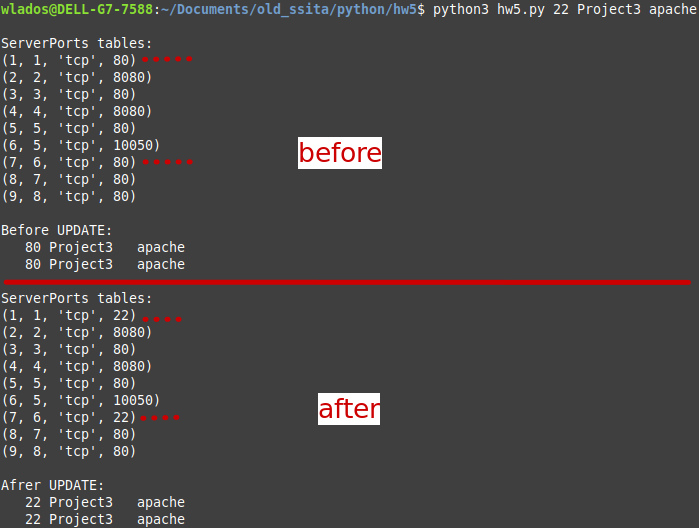 wlados@DELL-G7-7588:~/Documents/old_ssita/python/hw5$ python3 hw5.py 22 Project3 apache
ServerPorts tables:
(1, 1, 'tcp', 80)
(2, 2, 'tcp', 8080)
(3, 3, 'tcp', 80)
(4, 4, 'tcp', 8080)
(5, 5, 'tcp', 80)
(6, 5, 'tcp', 10050)
before
(7, 6, 'tcp', 80)
(8, 7, 'tcp', 80)
(9, 8, 'tcp', 80)
Before UPDATE:
80 Project3 apache
80 Project3 apache
ServerPorts tables:
(1, 1, 'tcp', 22)
(2, 2, 'tcp', 8080)
(3, 3, 'tcp', 80)
(4, 4, 'tcp', 8080)
(5, 5, 'tcp', 80)
(6, 5, 'tcp', 10050)
after
(7, 6, 'tcp', 22)
(8, 7, 'tcp', 80)
(9, 8, 'tcp', 80)
Afrer UPDATE:
22 Project3 apache
22 Project3 apache